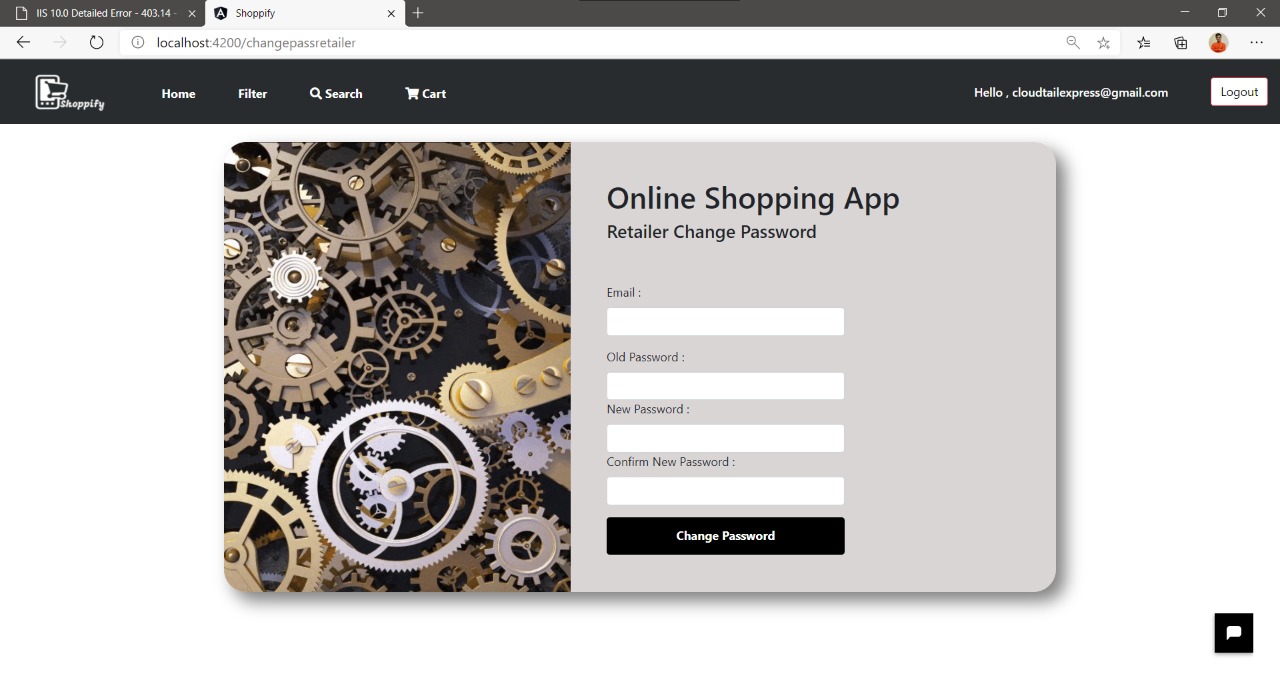 IIS 10.0 Detailed Error - 403.14 -
Shoppify
localhost:4200/changepassretailer
Shoppify
Home
Filter
Search
Cart
Hello , cloudtailexpress@gmail.com
Logout
Online Shopping App
Retailer Change Password
Email :
Old Password :
New Password :
Confirm New Password :
Change Password